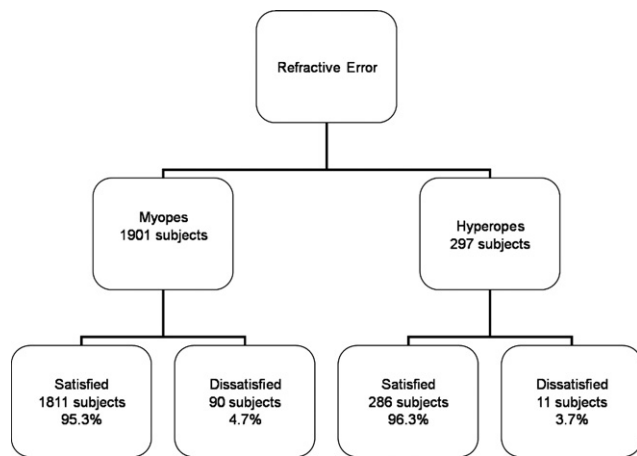 Refractive Error
Myopes
1901 subjects
Hyperopes
297 subjects
Satisfied
1811 subjects
95.3%
Dissatisfied
90 subjects
4.7%
Satisfied
286 subjects
96.3%
Dissatisfied
11 subjects
3.7%